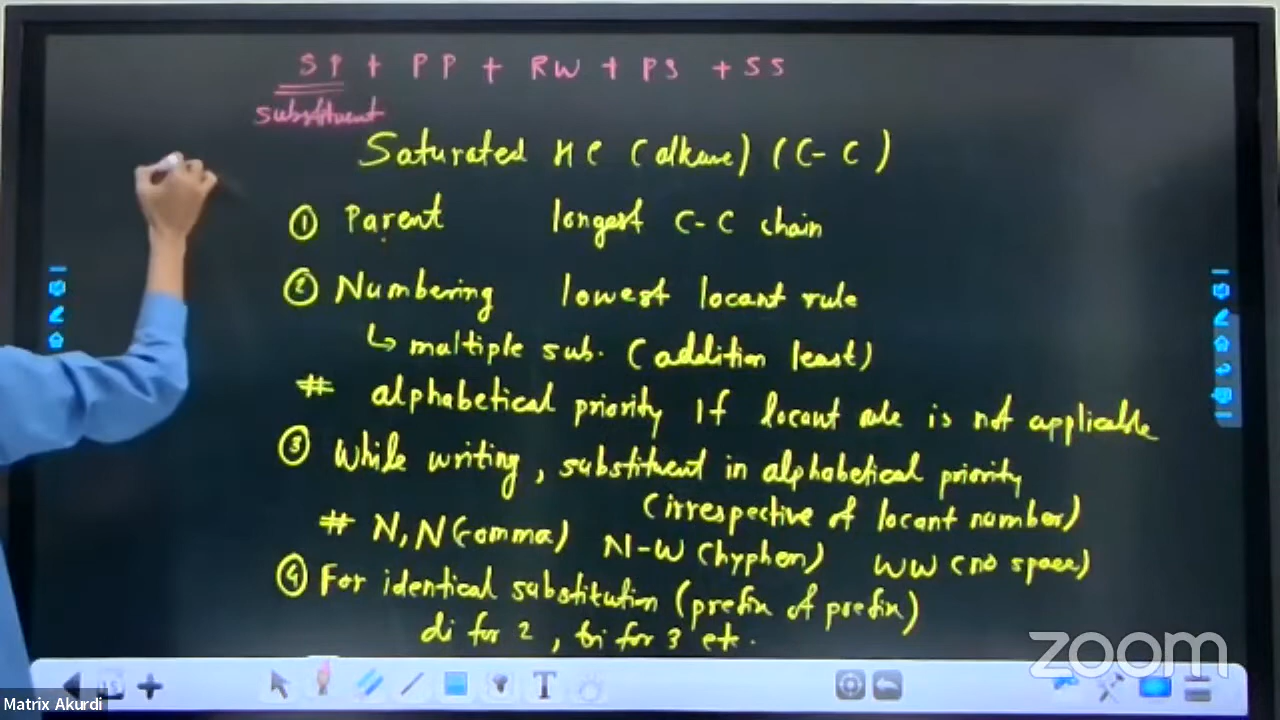 SP + PP + RW + PS + SS
substituent
Saturated HC (alkane) (C-C)
① Parent longest C-C chain
② Numbering lowest locant rule
↳ multiple sub. (addition least)
# alphabetical priority If locant rule is not applicable
③ While writing, substituent in alphabetical priority
(irrespective of locant number)
# N, N (comma) N-W (hyphen) WW (no space)
④ For identical substitution (prefix of prefix)
di for 2, tri for 3 etc.
zoom
15
T
Matrix Akurdi